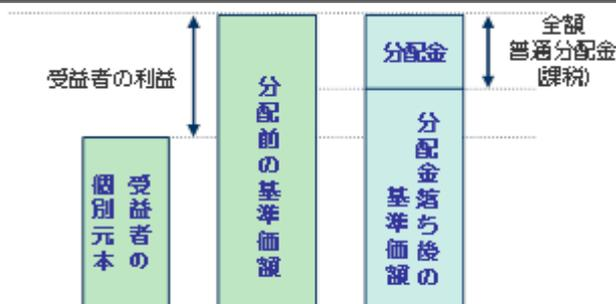 全額
普通分配金
(課税)
受益者の利益
分配金
分配前の基準価額
分配金落ち後の
基準価額
受益者の
個別元本